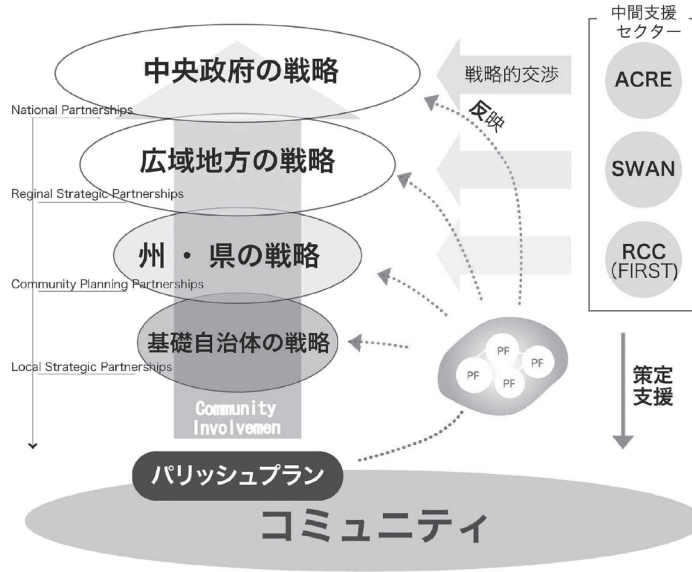 中間支援
セクター
中央政府の戦略
戦略的交渉
ACRE
National Partnerships
反映
広域地方の戦略
SWAN
Reginal Strategic Partnerships
州・県の戦略
RCC
(FIRST)
Community Planning Partnerships
基礎自治体の戦略
PF
PF
PF
PF
Local Strategic Partnerships
策定
支援
Community
Involvemen
パリッシュプラン
コミュニティ